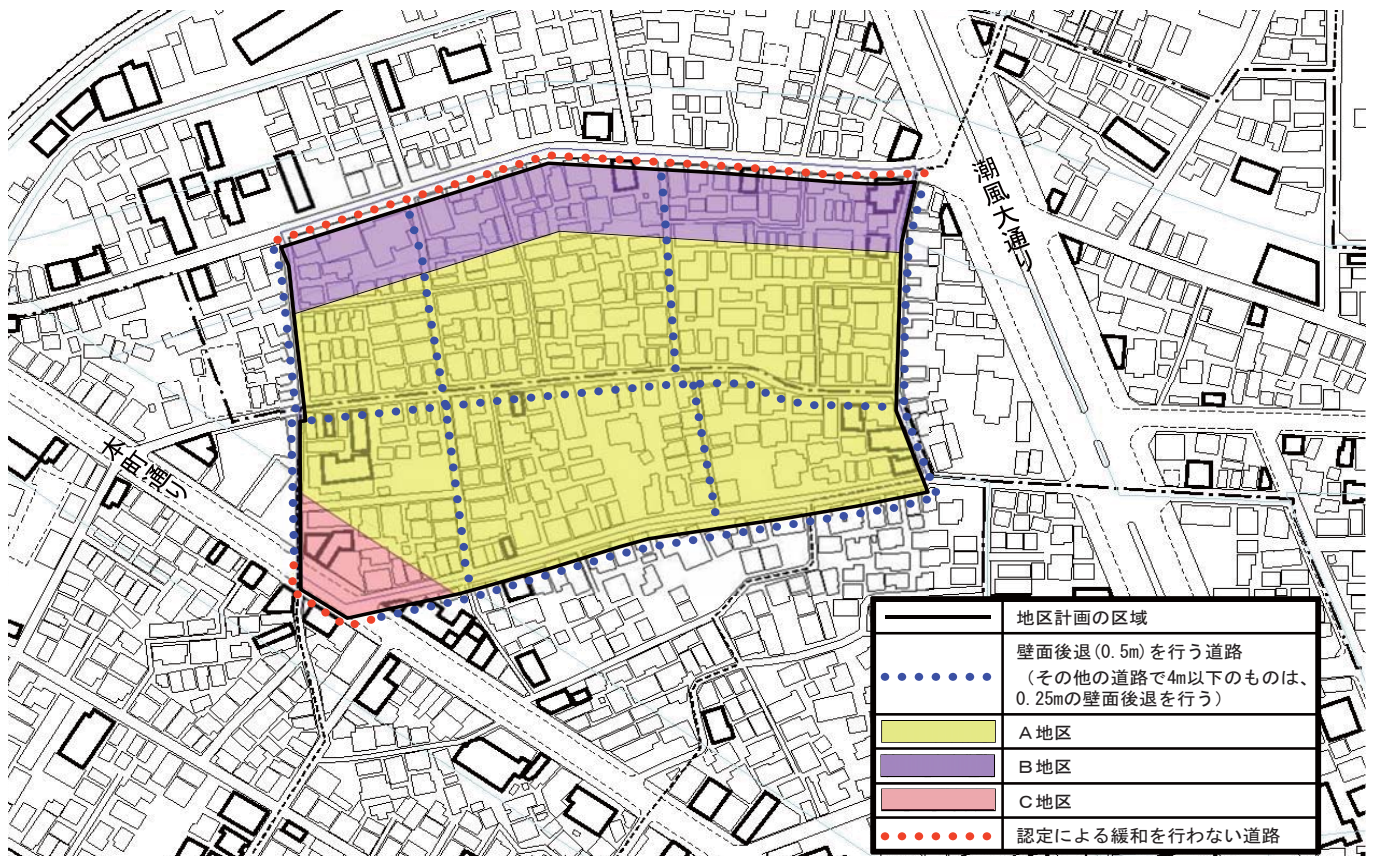 潮風大通り
本町通り
地区計画の区域
壁面後退(0.5m)を行う道路
(その他の道路で4m以下のものは、
0.25mの壁面後退を行う)
A地区
B地区
C地区
認定による緩和を行わない道路